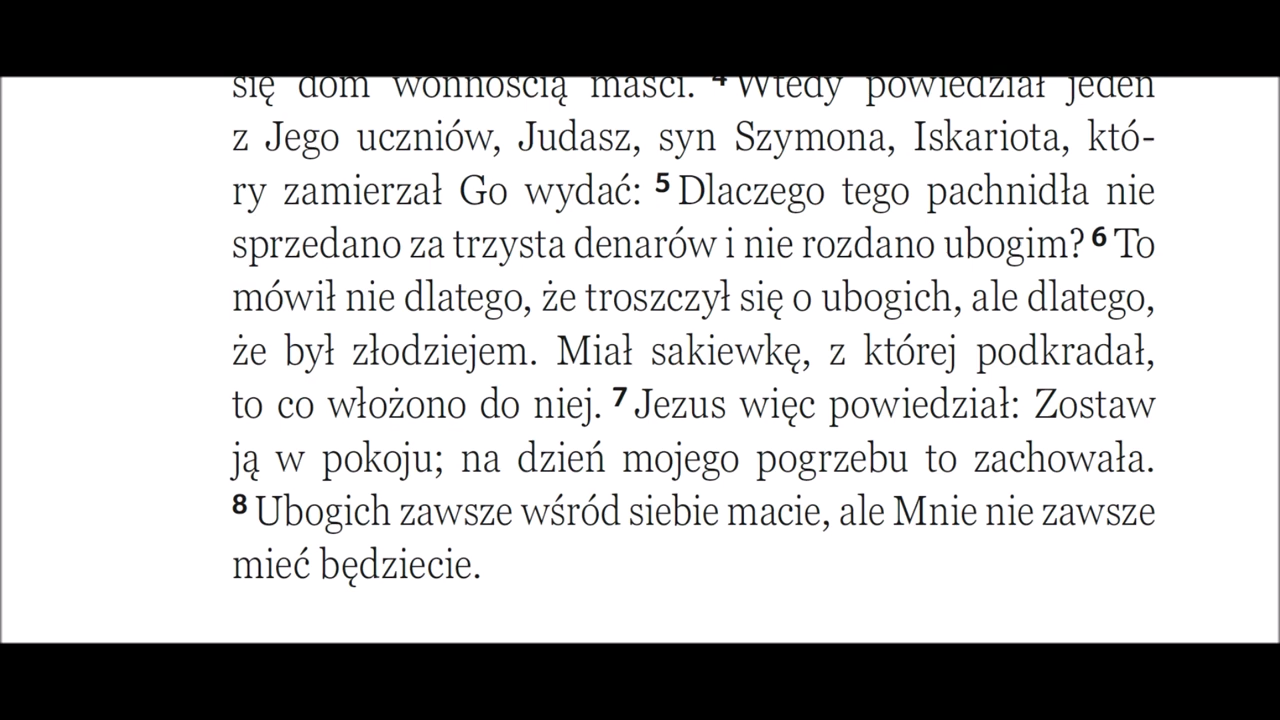 się dom wonnością maści. 4 Wtedy powiedział jeden
z Jego uczniów, Judasz, syn Szymona, Iskariota, któ-
ry zamierzał Go wydać: 5 Dlaczego tego pachnidła nie
sprzedano za trzysta denarów i nie rozdano ubogim? 6 To
mówił nie dlatego, że troszczył się o ubogich, ale dlatego,
że był złodziejem. Miał sakiewkę, z której podkradał,
to co włożono do niej. 7 Jezus więc powiedział: Zostaw
ją w pokoju; na dzień mojego pogrzebu to zachowała.
8 Ubogich zawsze wśród siebie macie, ale Mnie nie zawsze
mieć będziecie.